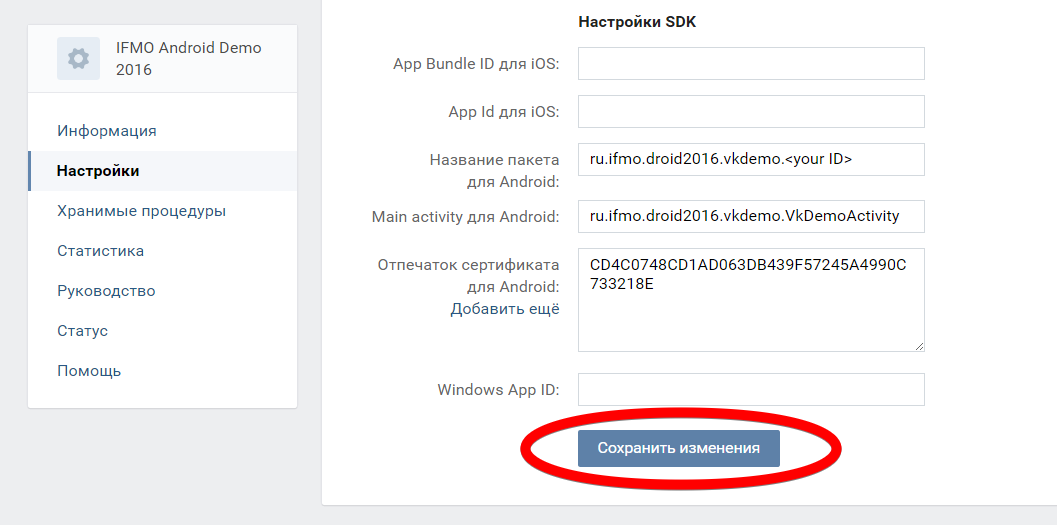 IFMO Android Demo
2016
Информация
Настройки
Хранимые процедуры
Статистика
Руководство
Статус
Помощь
Настройки SDK
App Bundle ID для iOS:
App Id для iOS:
Название пакета
для Android:
ru.ifmo.droid2016.vkdemo.<your ID>
Main activity для Android:
ru.ifmo.droid2016.vkdemo.VkDemoActivity
Отпечаток сертификата
для Android:
Добавить ещё
CD4C0748CD1AD063DB439F57245A4990C
733218E
Windows App ID:
Сохранить изменения